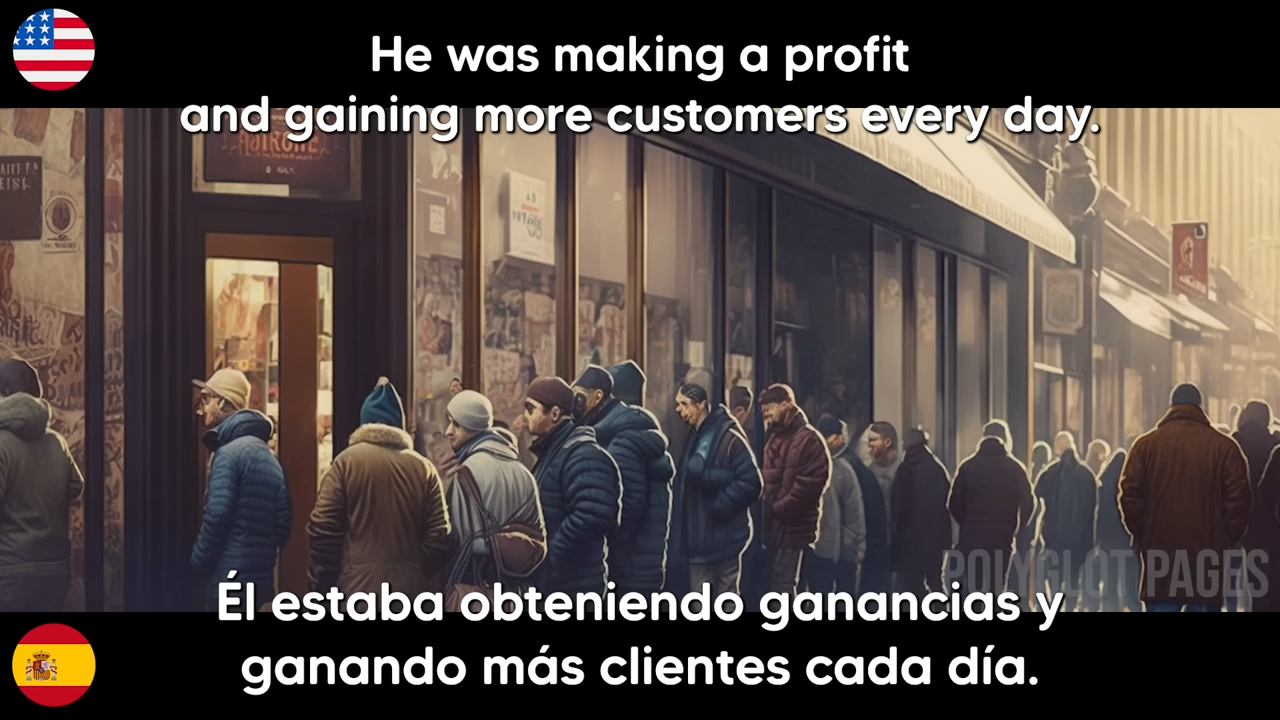 He was making a profit
and gaining more customers every day.
POLYGLOT PAGES
Él estaba obteniendo ganancias y
ganando más clientes cada día.